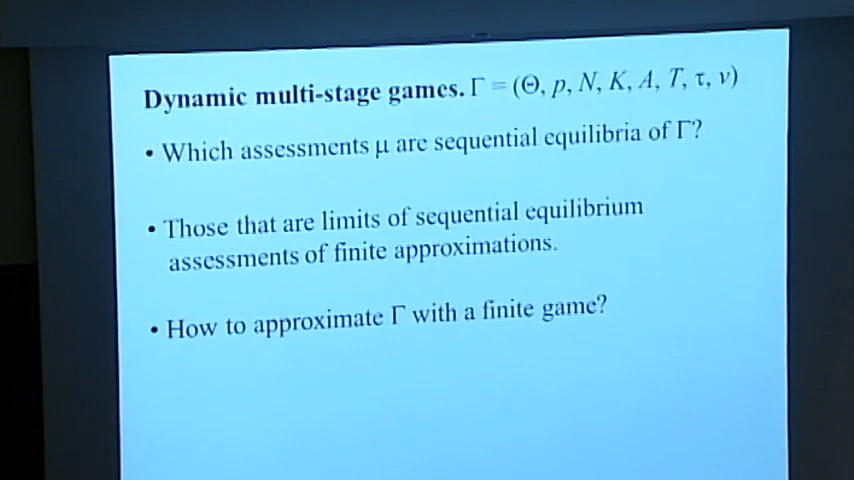 Dynamic multi-stage games. Γ = (Θ, p, N, K, A, T, τ, v)
• Which assessments μ are sequential equilibria of Γ?
• Those that are limits of sequential equilibrium
assessments of finite approximations.
• How to approximate Γ with a finite game?